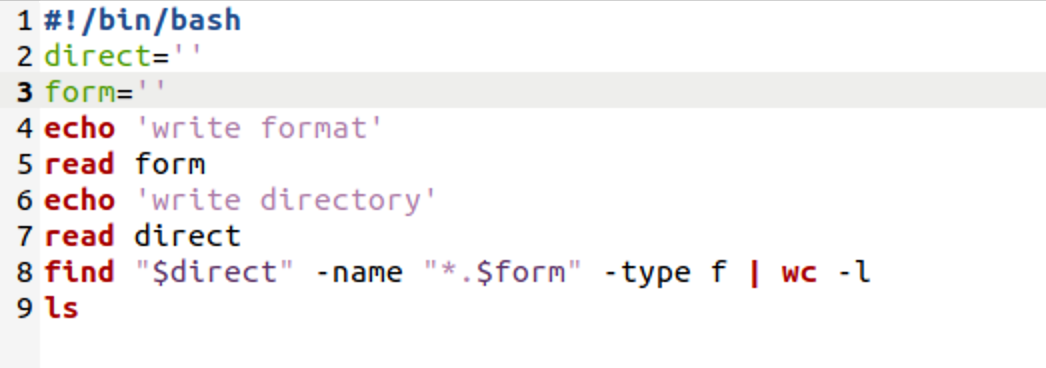 1 #!/bin/bash
2 direct=''
3 form=''
4 echo 'write format'
5 read form
6 echo 'write directory'
7 read direct
8 find "$direct" -name "*.$form" -type f | wc -l
9 ls